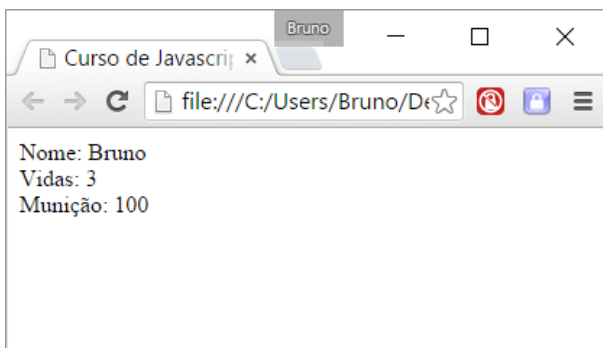 Bruno
Curso de Javascrip
file:///C:/Users/Bruno/De
Nome: Bruno
Vidas: 3
Munição: 100